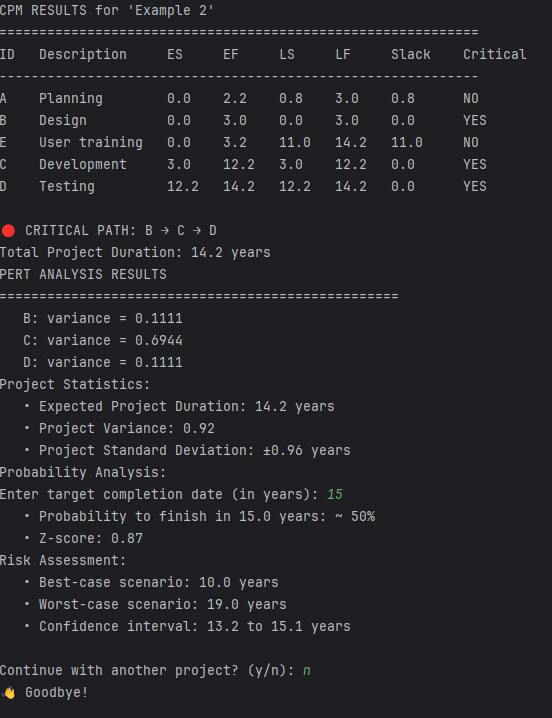 CPM RESULTS for 'Example 2'
============================================================
ID   Description     ES     EF     LS     LF     Slack    Critical
------------------------------------------------------------
A    Planning        0.0    2.2    0.8    3.0    0.8      NO
B    Design          0.0    3.0    0.0    3.0    0.0      YES
E    User training   0.0    3.2    11.0   14.2   11.0     NO
C    Development     3.0    12.2   3.0    12.2   0.0      YES
D    Testing         12.2   14.2   12.2   14.2   0.0      YES
🔴 CRITICAL PATH: B → C → D
Total Project Duration: 14.2 years
PERT ANALYSIS RESULTS
==================================================
   B: variance = 0.1111
   C: variance = 0.6944
   D: variance = 0.1111
Project Statistics:
   • Expected Project Duration: 14.2 years
   • Project Variance: 0.92
   • Project Standard Deviation: ±0.96 years
Probability Analysis:
Enter target completion date (in years): 15
   • Probability to finish in 15.0 years: ~ 50%
   • Z-score: 0.87
Risk Assessment:
   • Best-case scenario: 10.0 years
   • Worst-case scenario: 19.0 years
   • Confidence interval: 13.2 to 15.1 years
Continue with another project? (y/n): n
👋 Goodbye!